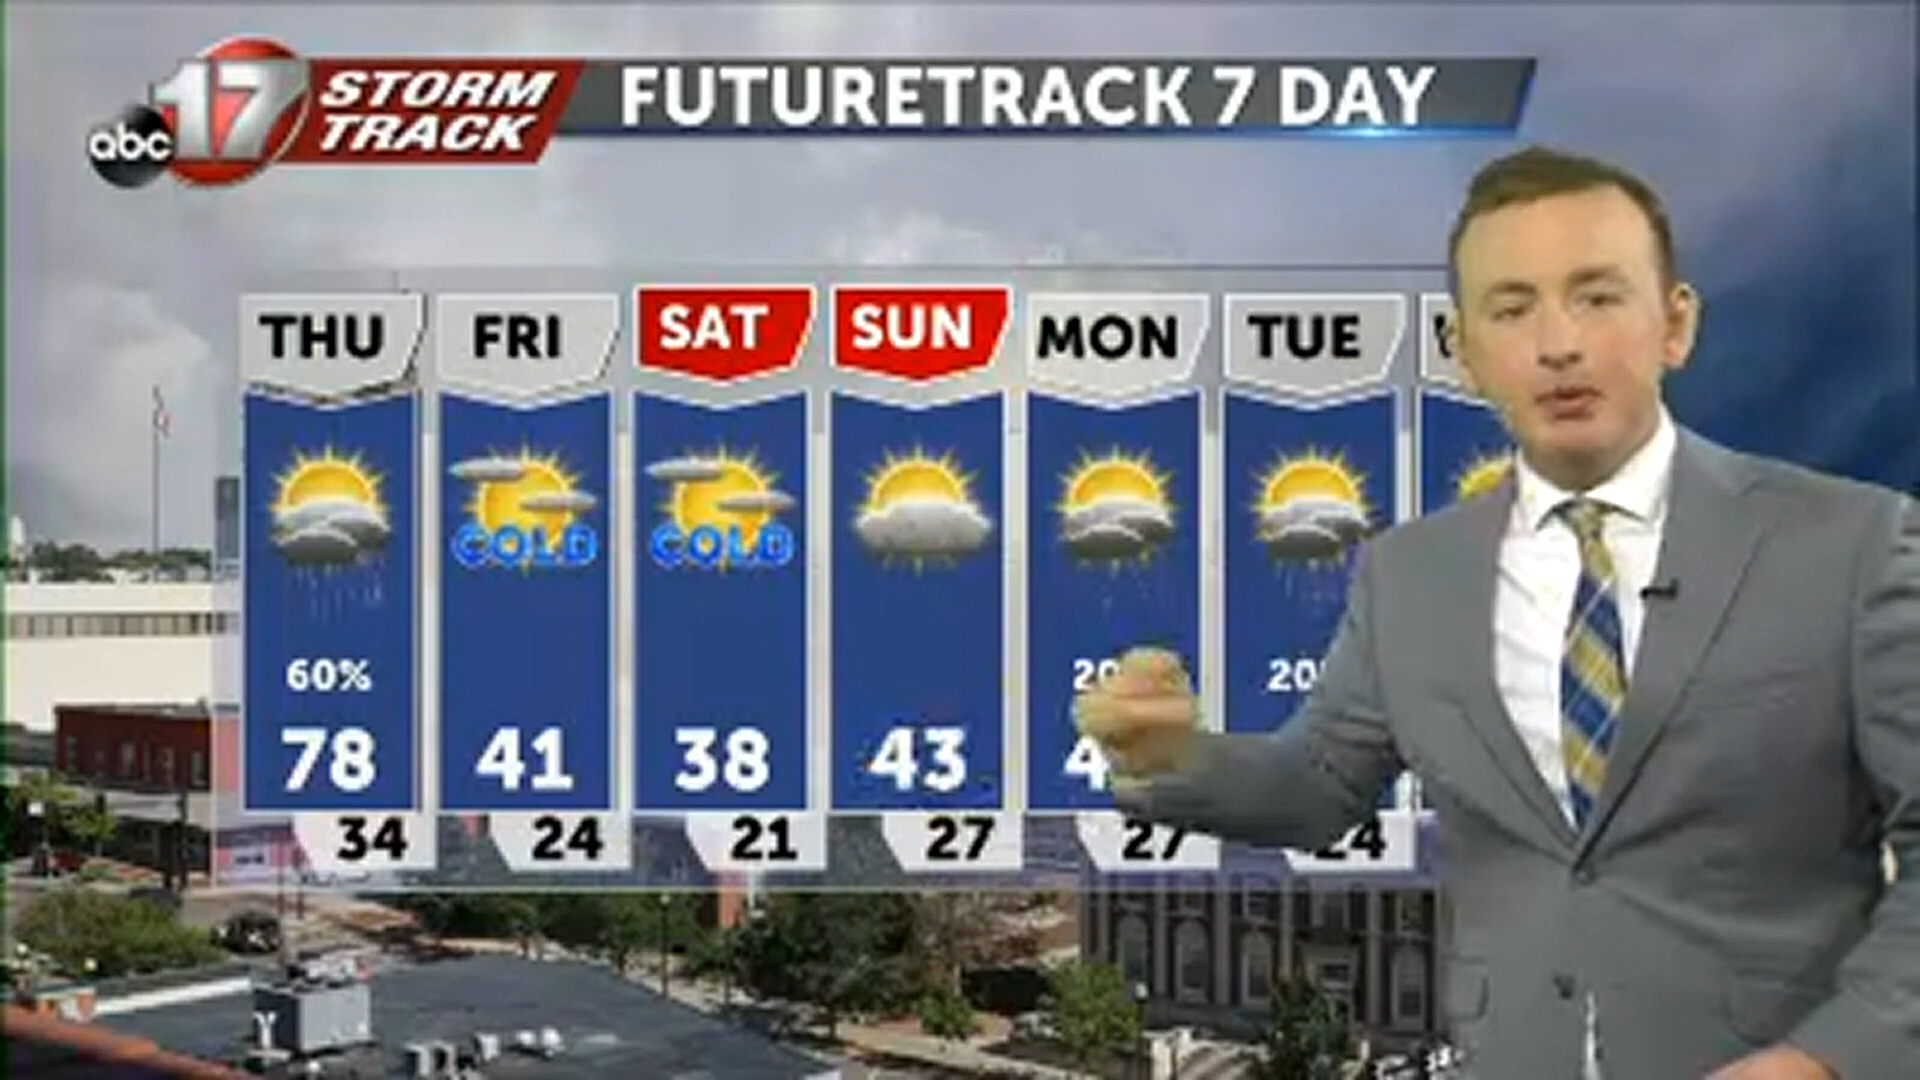 abc 17 STORM TRACK
FUTURETRACK 7 DAY
THU FRI SAT SUN MON TUE
COLD COLD
60%
78 41 38 43
34 24 21 27 27 24